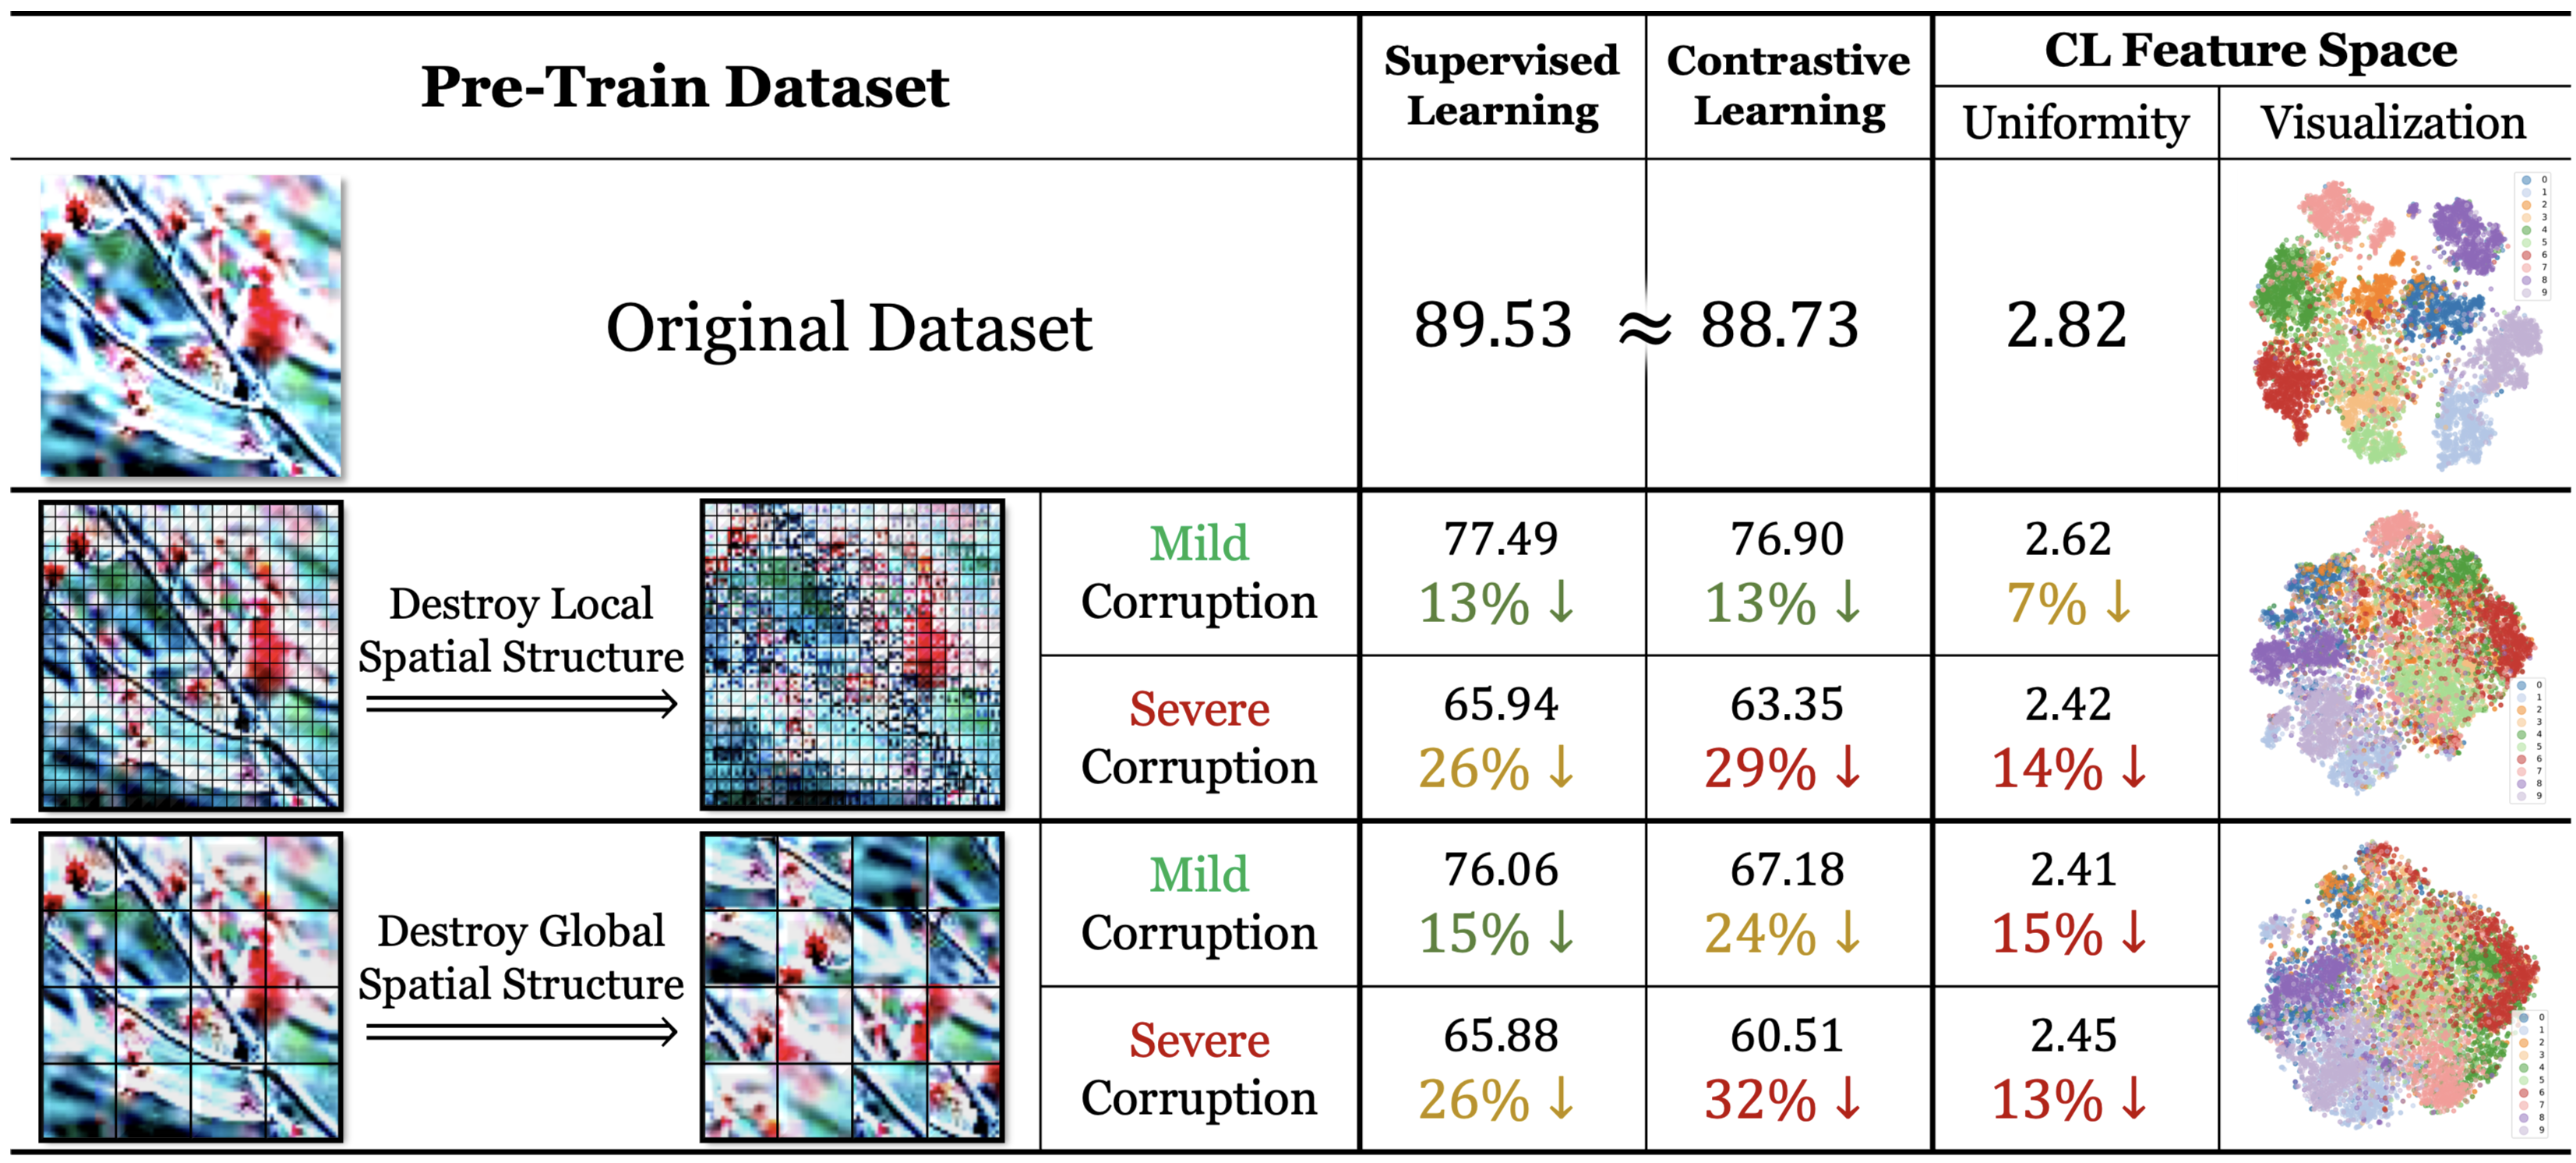 Pre-Train Dataset
Supervised
Learning
Contrastive
Learning
CL Feature Space
Uniformity
Visualization
Original Dataset
89.53 ≈ 88.73
2.82
0
1
2
3
4
5
6
7
8
9
Destroy Local
Spatial Structure
Mild
Corruption
77.49
13% ↓
76.90
13% ↓
2.62
7% ↓
Severe
Corruption
65.94
26% ↓
63.35
29% ↓
2.42
14% ↓
0
1
2
3
4
5
6
7
8
9
Destroy Global
Spatial Structure
Mild
Corruption
76.06
15% ↓
67.18
24% ↓
2.41
15% ↓
Severe
Corruption
65.88
26% ↓
60.51
32% ↓
2.45
13% ↓
0
1
2
3
4
5
6
7
8
9